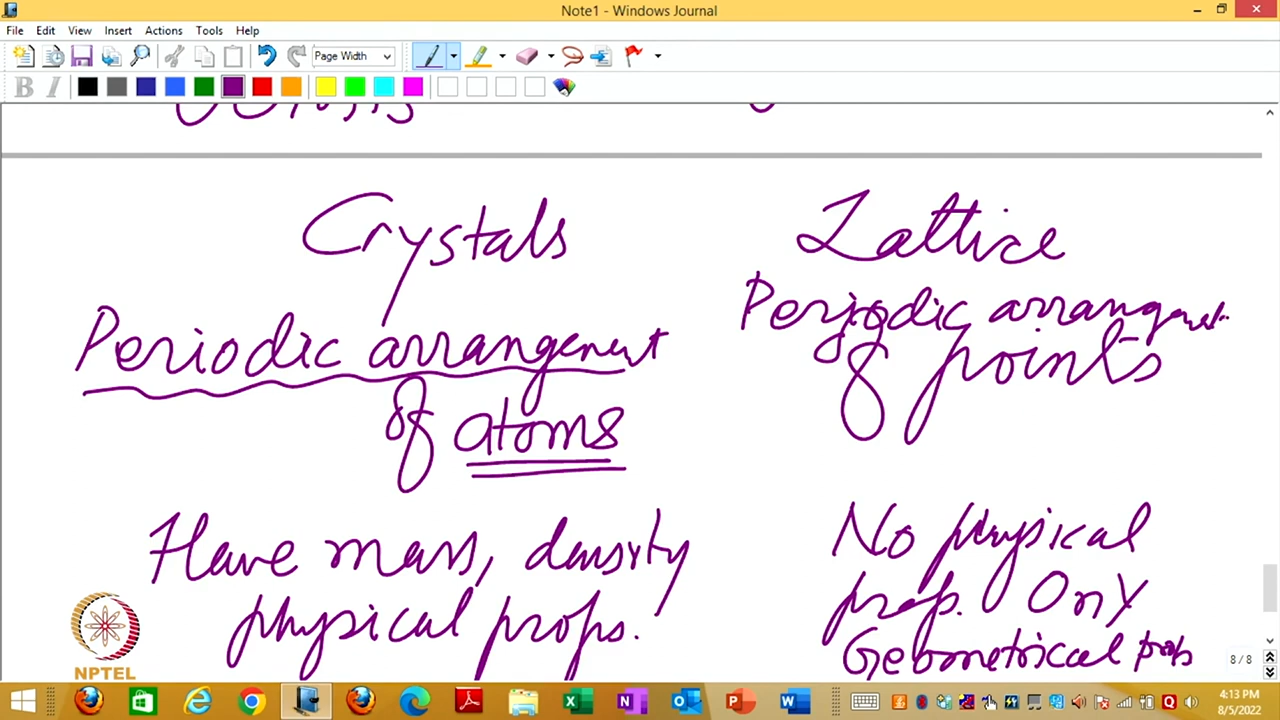 Note1 - Windows Journal
File Edit View Insert Actions Tools Help
Page Width
B I
Crystals
Periodic arrangement
of atoms
Have mass, density
physical props.
Lattice
Periodic arrangement
of points
No physical
prop. Only
Geometrical prop
NPTEL
8 / 8
4:13 PM
8/5/2022